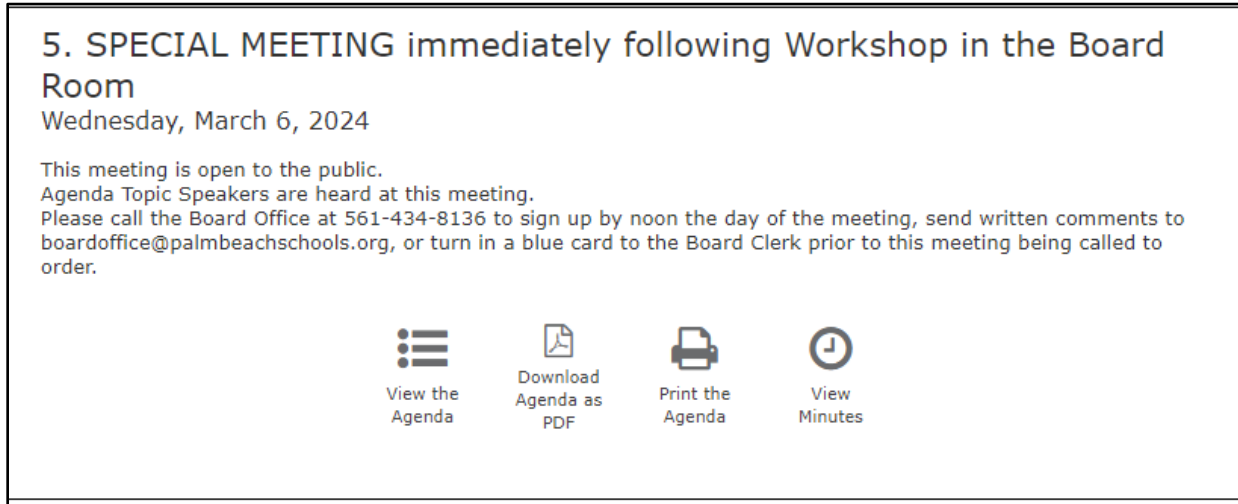 5. SPECIAL MEETING immediately following Workshop in the Board
Room
Wednesday, March 6, 2024
This meeting is open to the public.
Agenda Topic Speakers are heard at this meeting.
Please call the Board Office at 561-434-8136 to sign up by noon the day of the meeting, send written comments to
boardoffice@palmbeachschools.org, or turn in a blue card to the Board Clerk prior to this meeting being called to
order.
View the
Agenda
Download
Agenda as
PDF
Print the
Agenda
View
Minutes